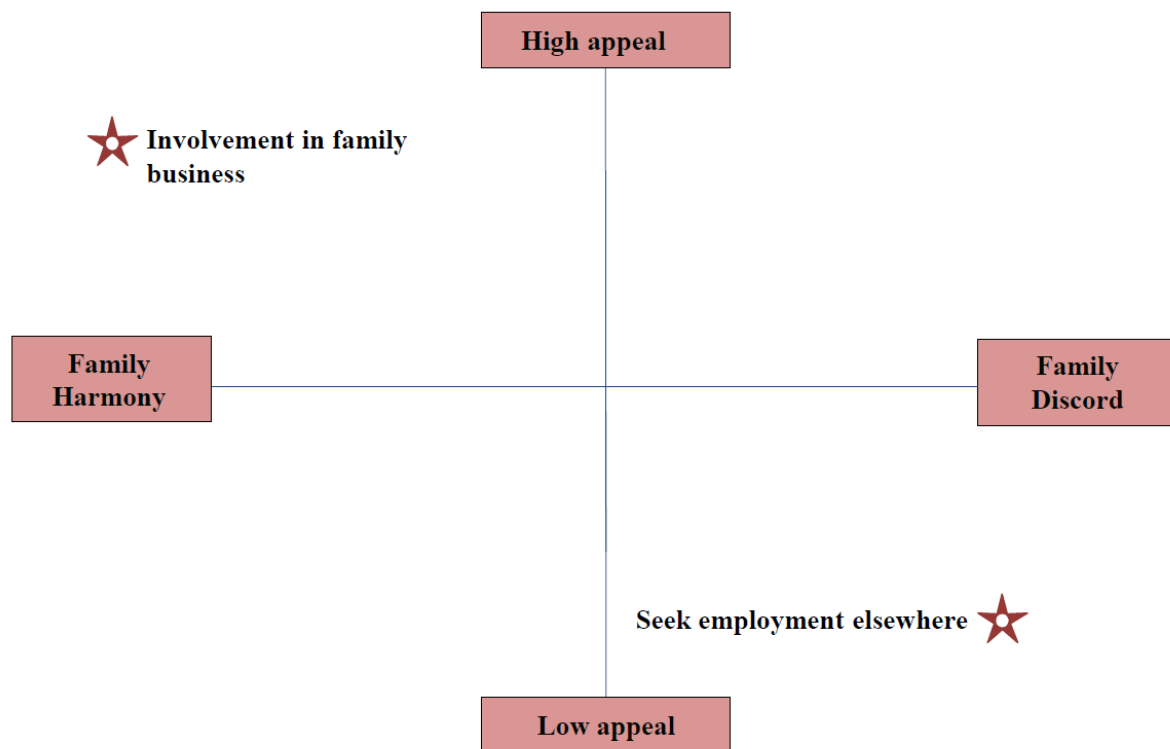 High appeal
Involvement in family
business
Family
Harmony
Family
Discord
Seek employment elsewhere
Low appeal